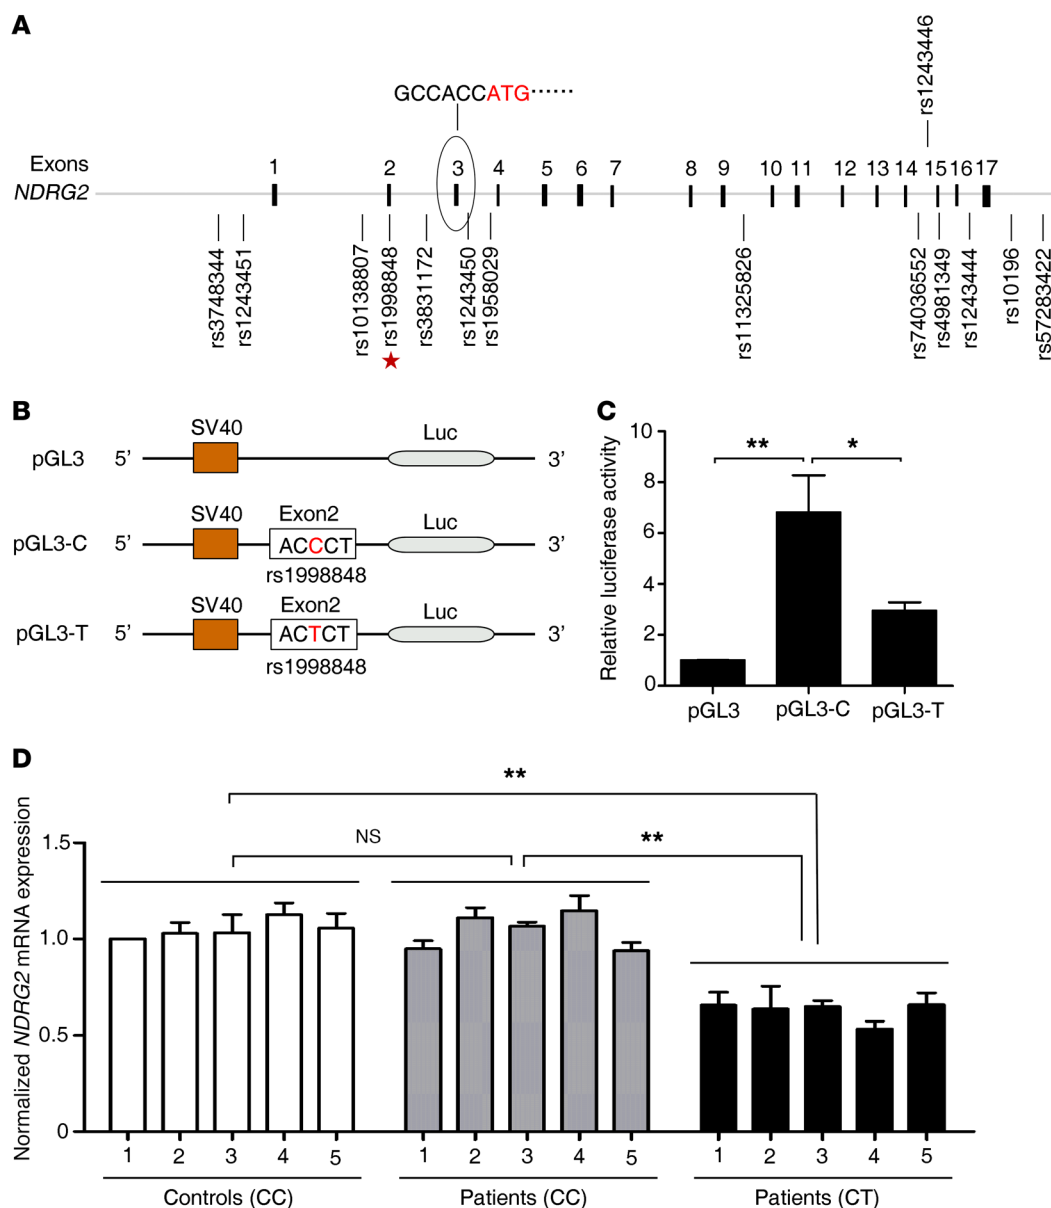 A
rs1243446
GCCACCATG······
Exons
1 2 3 4 5 6 7 8 9 10 11 12 13 14 15 16 17
NDRG2
rs3748344
rs1243451
rs10138807
rs1998848
rs3831172
rs1243450
rs1958029
rs11325826
rs74036552
rs4981349
rs1243444
rs10196
rs57283422
B
pGL3 5’ SV40 Luc 3’
pGL3-C 5’ SV40 Exon2 Luc 3’
ACCCT
rs1998848
pGL3-T 5’ SV40 Exon2 Luc 3’
ACTCT
rs1998848
C
Relative luciferase activity
10
8
6
4
2
0
** *
pGL3 pGL3-C pGL3-T
D
Normalized NDRG2 mRNA expression
1.5
1.0
0.5
0
**
NS **
1 2 3 4 5 1 2 3 4 5 1 2 3 4 5
Controls (CC) Patients (CC) Patients (CT)